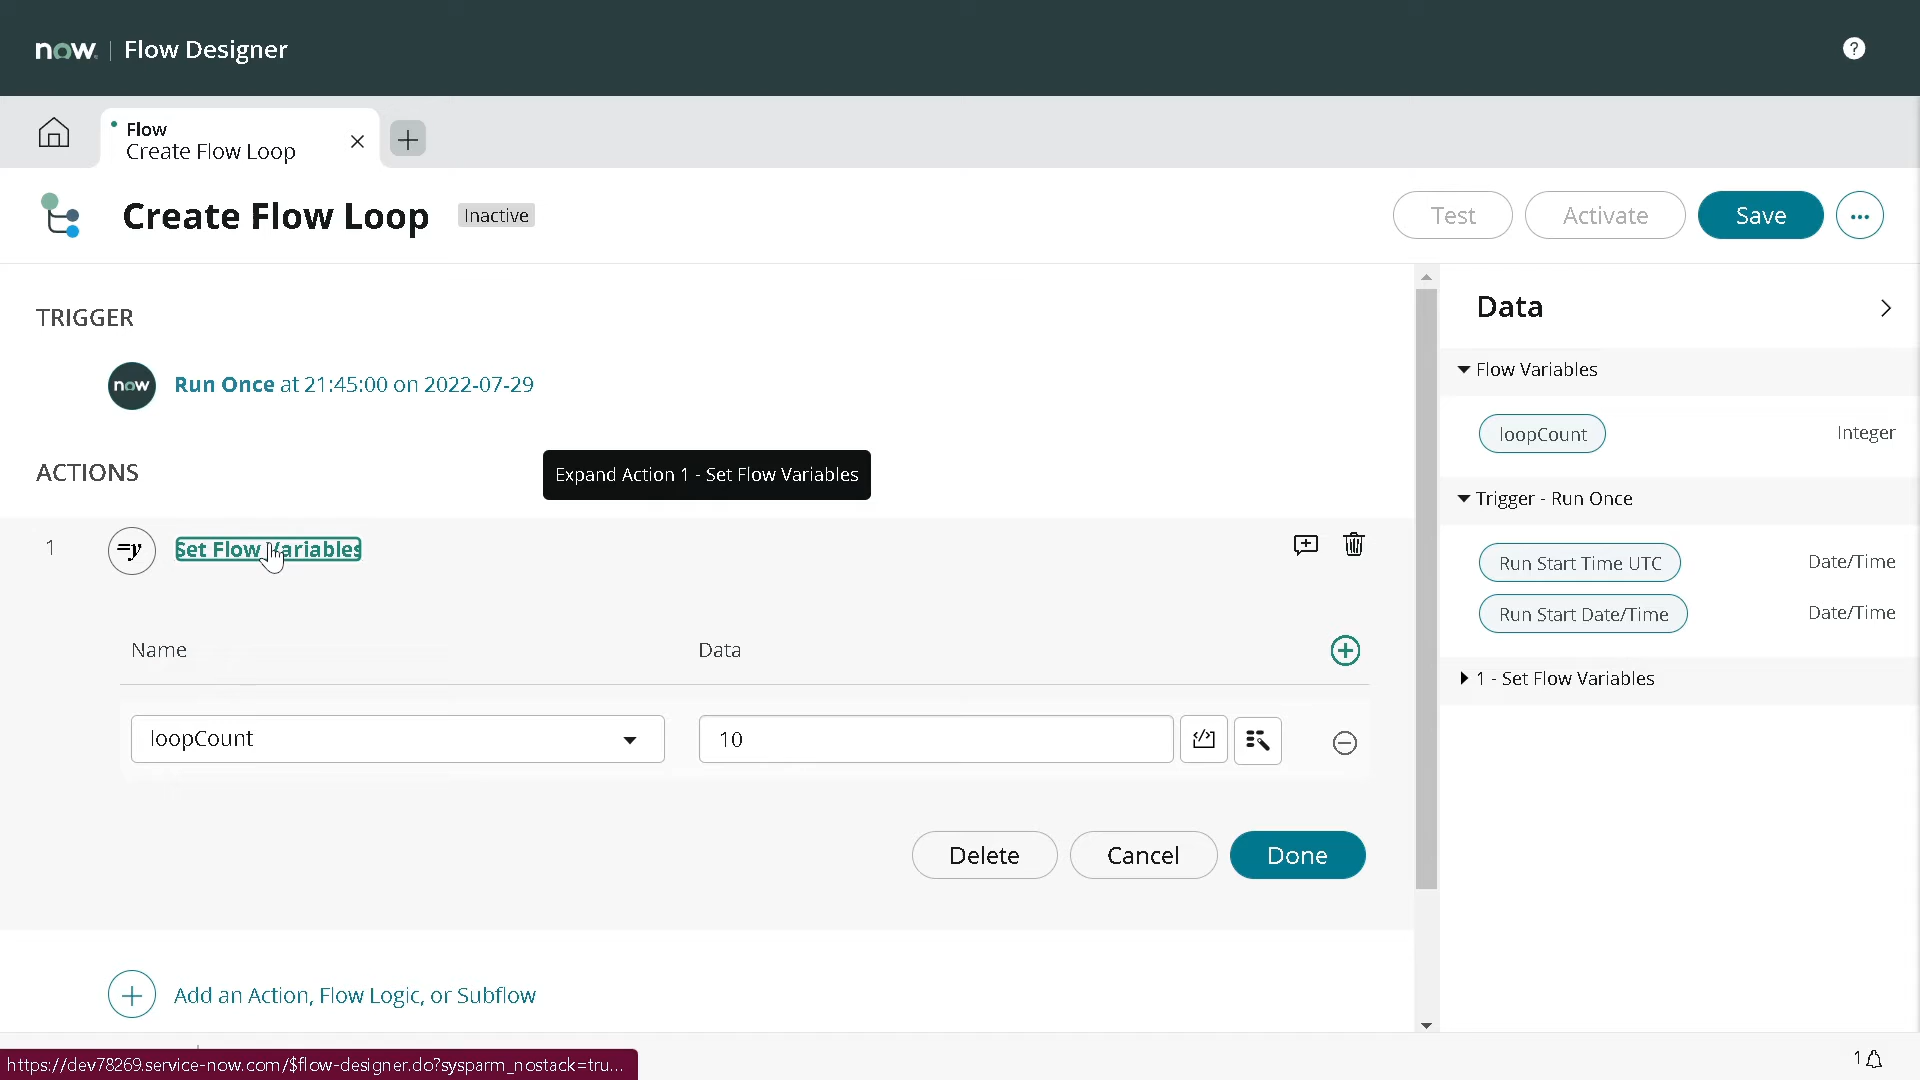 now. | Flow Designer
?
Flow
Create Flow Loop
Create Flow Loop
Inactive
Test
Activate
Save
...
TRIGGER
now
Run Once at 21:45:00 on 2022-07-29
ACTIONS
Expand Action 1 - Set Flow Variables
1
=y
Set Flow Variables
Name
Data
loopCount
10
Delete
Cancel
Done
Add an Action, Flow Logic, or Subflow
Data
Flow Variables
loopCount
Integer
Trigger - Run Once
Run Start Time UTC
Date/Time
Run Start Date/Time
Date/Time
1 - Set Flow Variables
https://dev78269.service-now.com/$flow-designer.do?sysparm_nostack=tru...
1